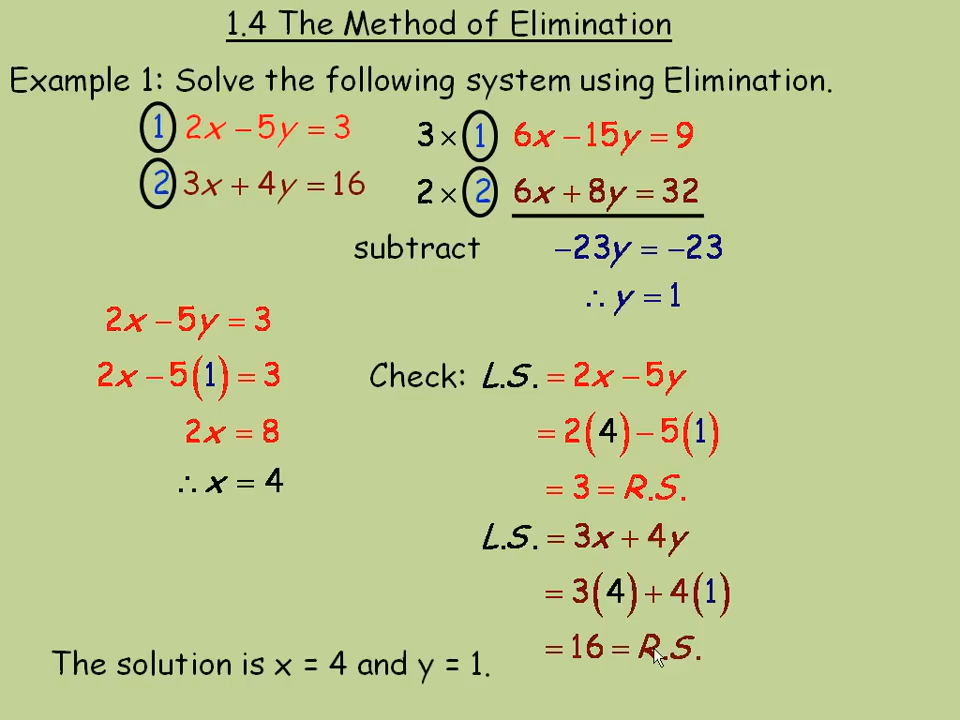 1.4 The Method of Elimination
Example 1: Solve the following system using Elimination.
1 2x − 5y = 3
2 3x + 4y = 16
3 × 1 6x − 15y = 9
2 × 2 6x + 8y = 32
subtract −23y = −23
∴ y = 1
2x − 5y = 3
2x − 5(1) = 3
2x = 8
∴ x = 4
Check: L.S. = 2x − 5y
= 2(4) − 5(1)
= 3 = R.S.
L.S. = 3x + 4y
= 3(4) + 4(1)
= 16 = R.S.
The solution is x = 4 and y = 1.